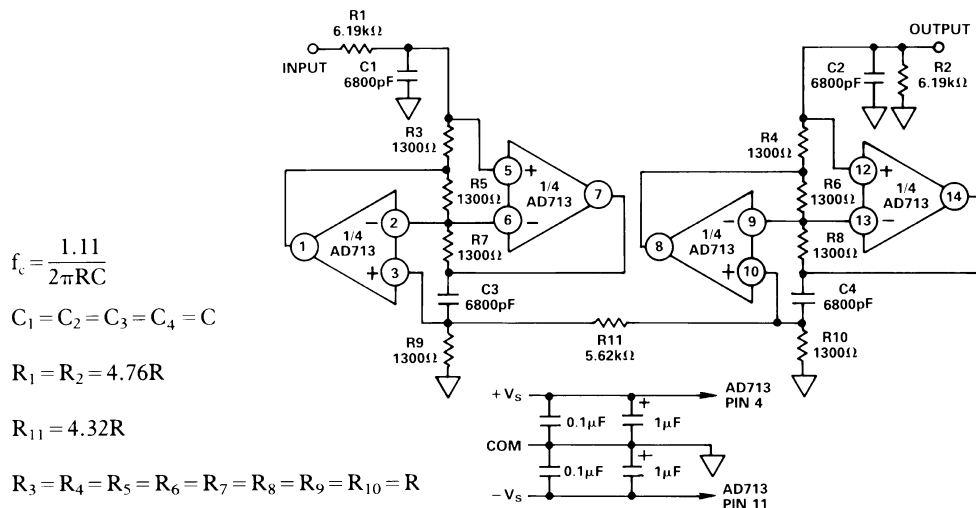 R1
6.19kΩ
INPUT
C1
6800pF
R3
1300Ω
R5
1300Ω
5
+
1/4
AD713
7
6
−
R7
1300Ω
1
1/4
AD713
−
2
+
3
C3
6800pF
R9
1300Ω
R11
5.62kΩ
OUTPUT
C2
6800pF
R2
6.19kΩ
R4
1300Ω
R6
1300Ω
12
+
1/4
AD713
14
13
−
R8
1300Ω
8
1/4
AD713
−
9
+
10
C4
6800pF
R10
1300Ω
+VS
AD713
PIN 4
0.1μF
+
1μF
COM
0.1μF
+
1μF
−VS
AD713
PIN 11
fc = 1.11 / 2πRC
C1 = C2 = C3 = C4 = C
R1 = R2 = 4.76R
R11 = 4.32R
R3 = R4 = R5 = R6 = R7 = R8 = R9 = R10 = R